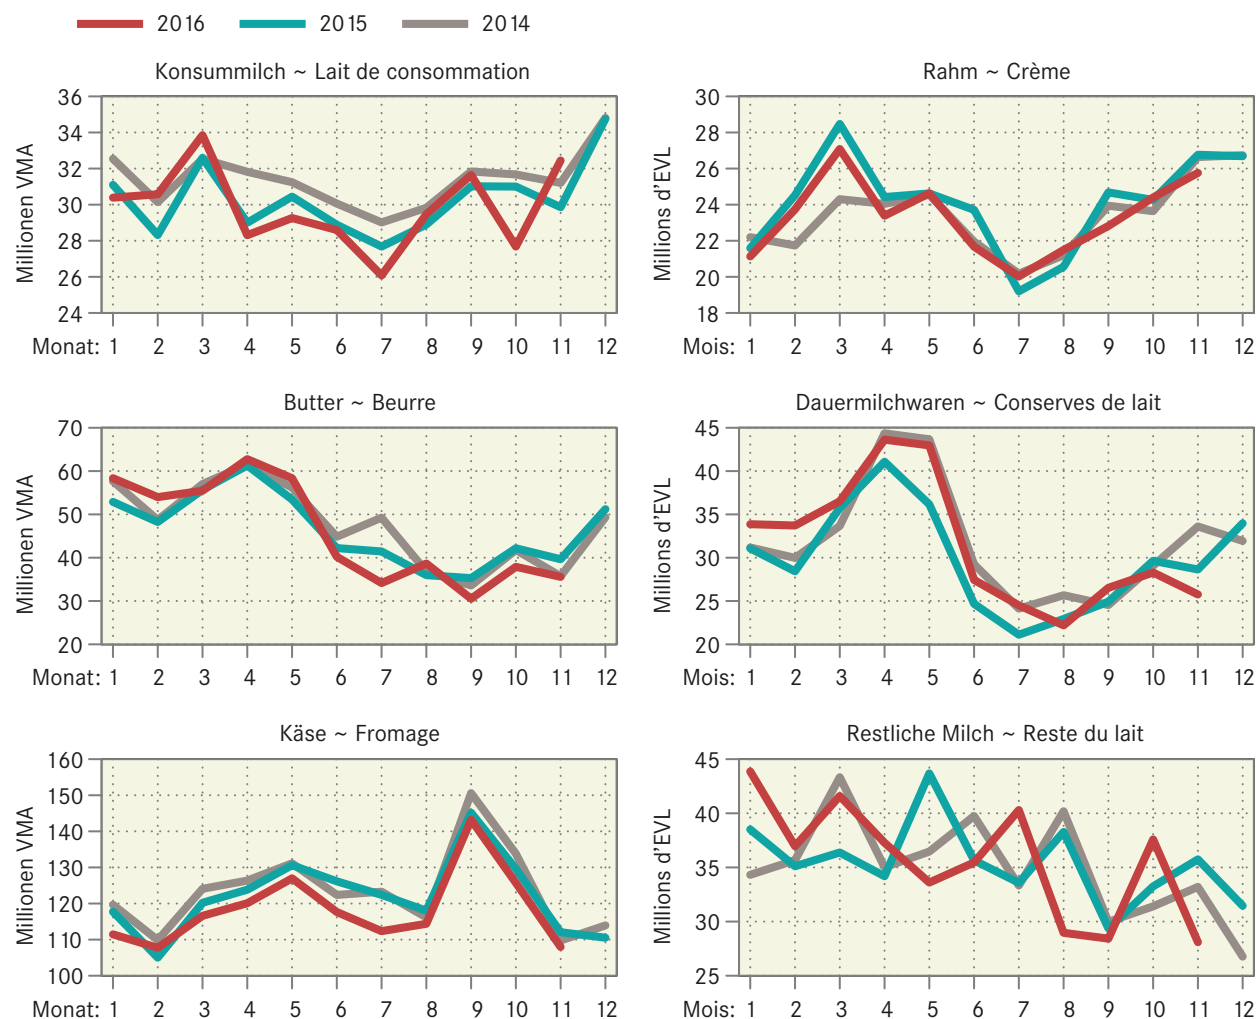 2016 2015 2014
Konsummilch ~ Lait de consommation
Millionen VMA
36
34
32
30
28
26
24
Monat: 1 2 3 4 5 6 7 8 9 10 11 12
Rahm ~ Crème
Millions d'EVL
30
28
26
24
22
20
18
Mois: 1 2 3 4 5 6 7 8 9 10 11 12
Butter ~ Beurre
Millionen VMA
70
60
50
40
30
20
Monat: 1 2 3 4 5 6 7 8 9 10 11 12
Dauermilchwaren ~ Conserves de lait
Millions d'EVL
45
40
35
30
25
20
Mois: 1 2 3 4 5 6 7 8 9 10 11 12
Käse ~ Fromage
Millionen VMA
160
150
140
130
120
110
100
Monat: 1 2 3 4 5 6 7 8 9 10 11 12
Restliche Milch ~ Reste du lait
Millions d'EVL
45
40
35
30
25
Mois: 1 2 3 4 5 6 7 8 9 10 11 12